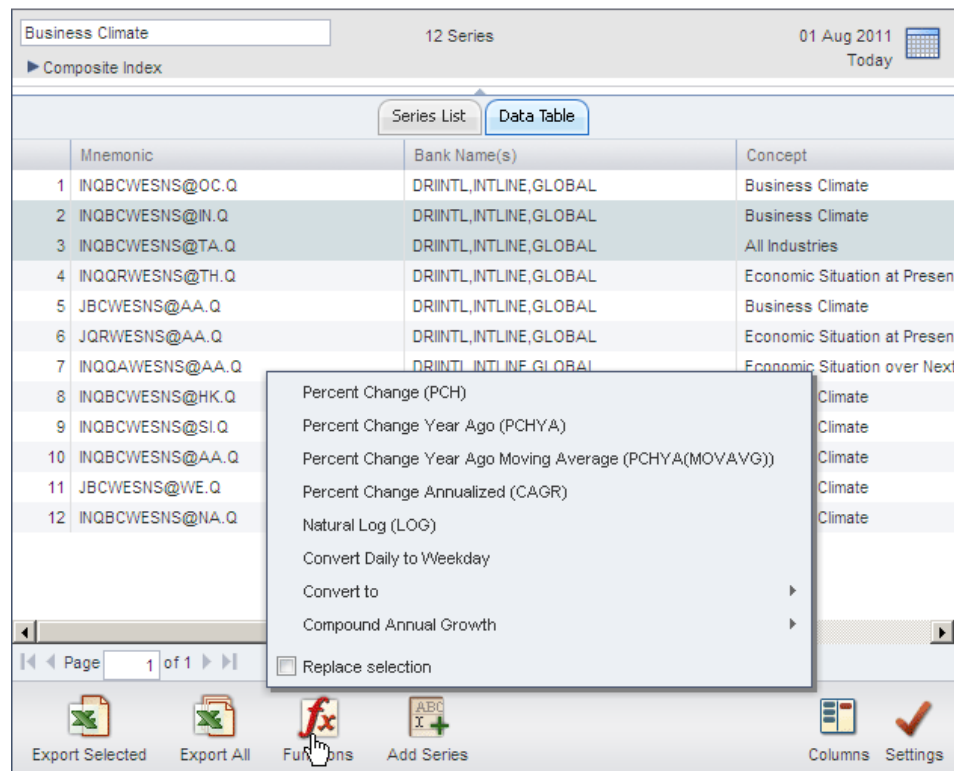 Business Climate 12 Series 01 Aug 2011
Today
Composite Index
Series List Data Table
Mnemonic Bank Name(s) Concept
1 INQBCWESNS@OC.Q DRIINTL,INTLINE,GLOBAL Business Climate
2 INQBCWESNS@IN.Q DRIINTL,INTLINE,GLOBAL Business Climate
3 INQBCWESNS@TA.Q DRIINTL,INTLINE,GLOBAL All Industries
4 INQQRWESNS@TH.Q DRIINTL,INTLINE,GLOBAL Economic Situation at Presen
5 JBCWESNS@AA.Q DRIINTL,INTLINE,GLOBAL Business Climate
6 JQRWESNS@AA.Q DRIINTL,INTLINE,GLOBAL Economic Situation at Presen
7 INQQAWESNS@AA.Q DRIINTL,INTLINE,GLOBAL Economic Situation over Next
8 INQBCWESNS@HK.Q Climate
9 INQBCWESNS@SI.Q Climate
10 INQBCWESNS@AA.Q Climate
11 JBCWESNS@WE.Q Climate
12 INQBCWESNS@NA.Q Climate
Percent Change (PCH)
Percent Change Year Ago (PCHYA)
Percent Change Year Ago Moving Average (PCHYA(MOVAVG))
Percent Change Annualized (CAGR)
Natural Log (LOG)
Convert Daily to Weekday
Convert to
Compound Annual Growth
Replace selection
Page 1 of 1
fx ABC
I
Export Selected Export All Functions Add Series Columns Settings